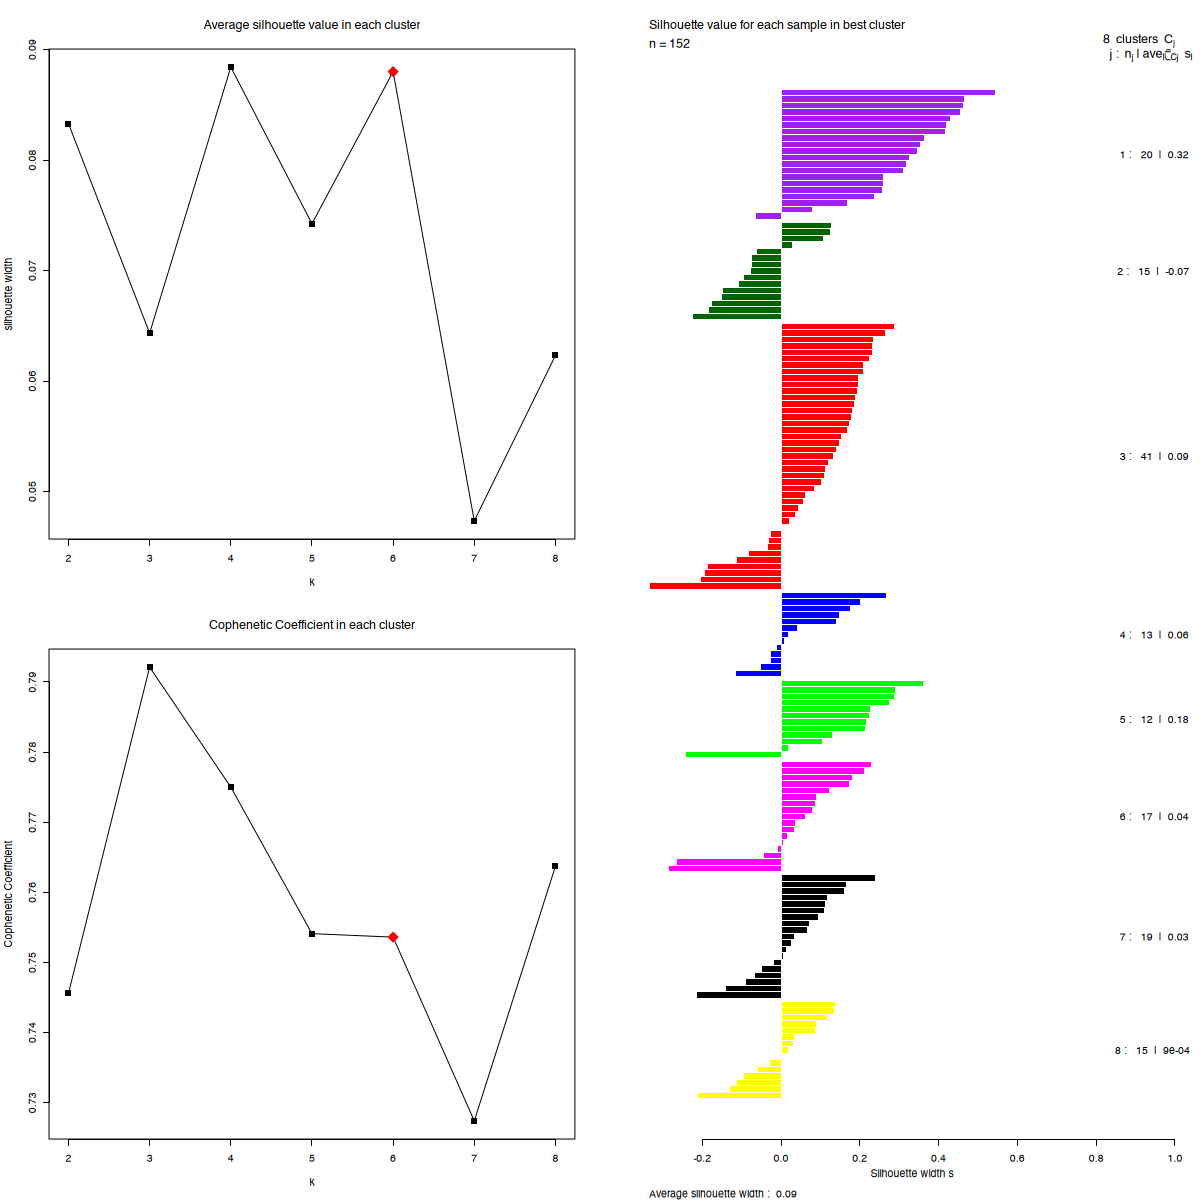 Average silhouette value in each cluster
silhouette width
0.09
0.08
0.07
0.06
0.05
2 3 4 5 6 7 8
k
Cophenetic Coefficient in each cluster
Cophenetic Coefficient
0.79
0.78
0.77
0.76
0.75
0.74
0.73
2 3 4 5 6 7 8
k
Silhouette value for each sample in best cluster
n = 152
8 clusters Cj
j : nj | avei∈Cj si
1 : 20 | 0.32
2 : 15 | -0.07
3 : 41 | 0.09
4 : 13 | 0.06
5 : 12 | 0.18
6 : 17 | 0.04
7 : 19 | 0.03
8 : 15 | 9e-04
-0.2 0.0 0.2 0.4 0.6 0.8 1.0
Silhouette width s
Average silhouette width : 0.09